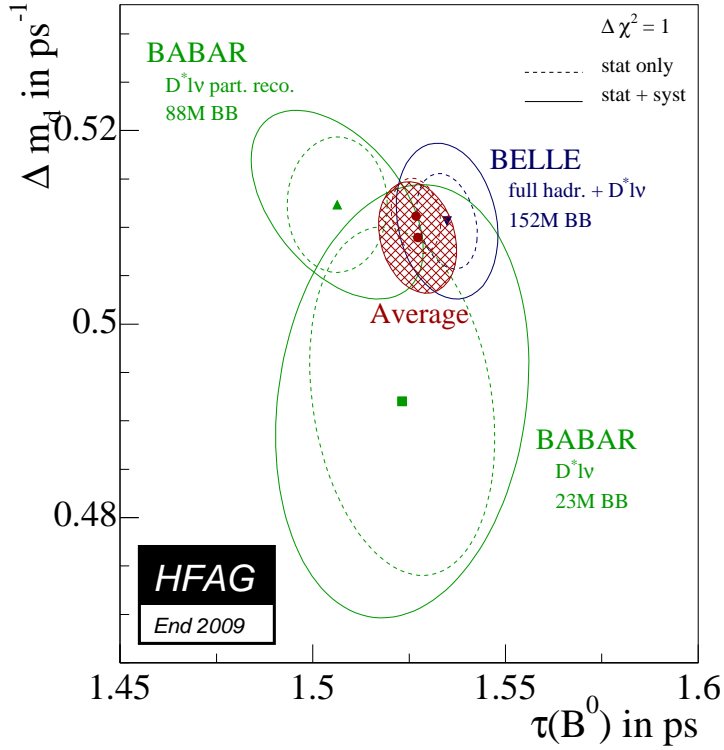 Δ m_d in ps⁻¹
0.52
0.5
0.48
Δ χ² = 1
stat only
stat + syst
BABAR
D*lν part. reco.
88M BB
BELLE
full hadr. + D*lν
152M BB
Average
BABAR
D*lν
23M BB
HFAG
End 2009
1.45
1.5
1.55
1.6
τ(B⁰) in ps